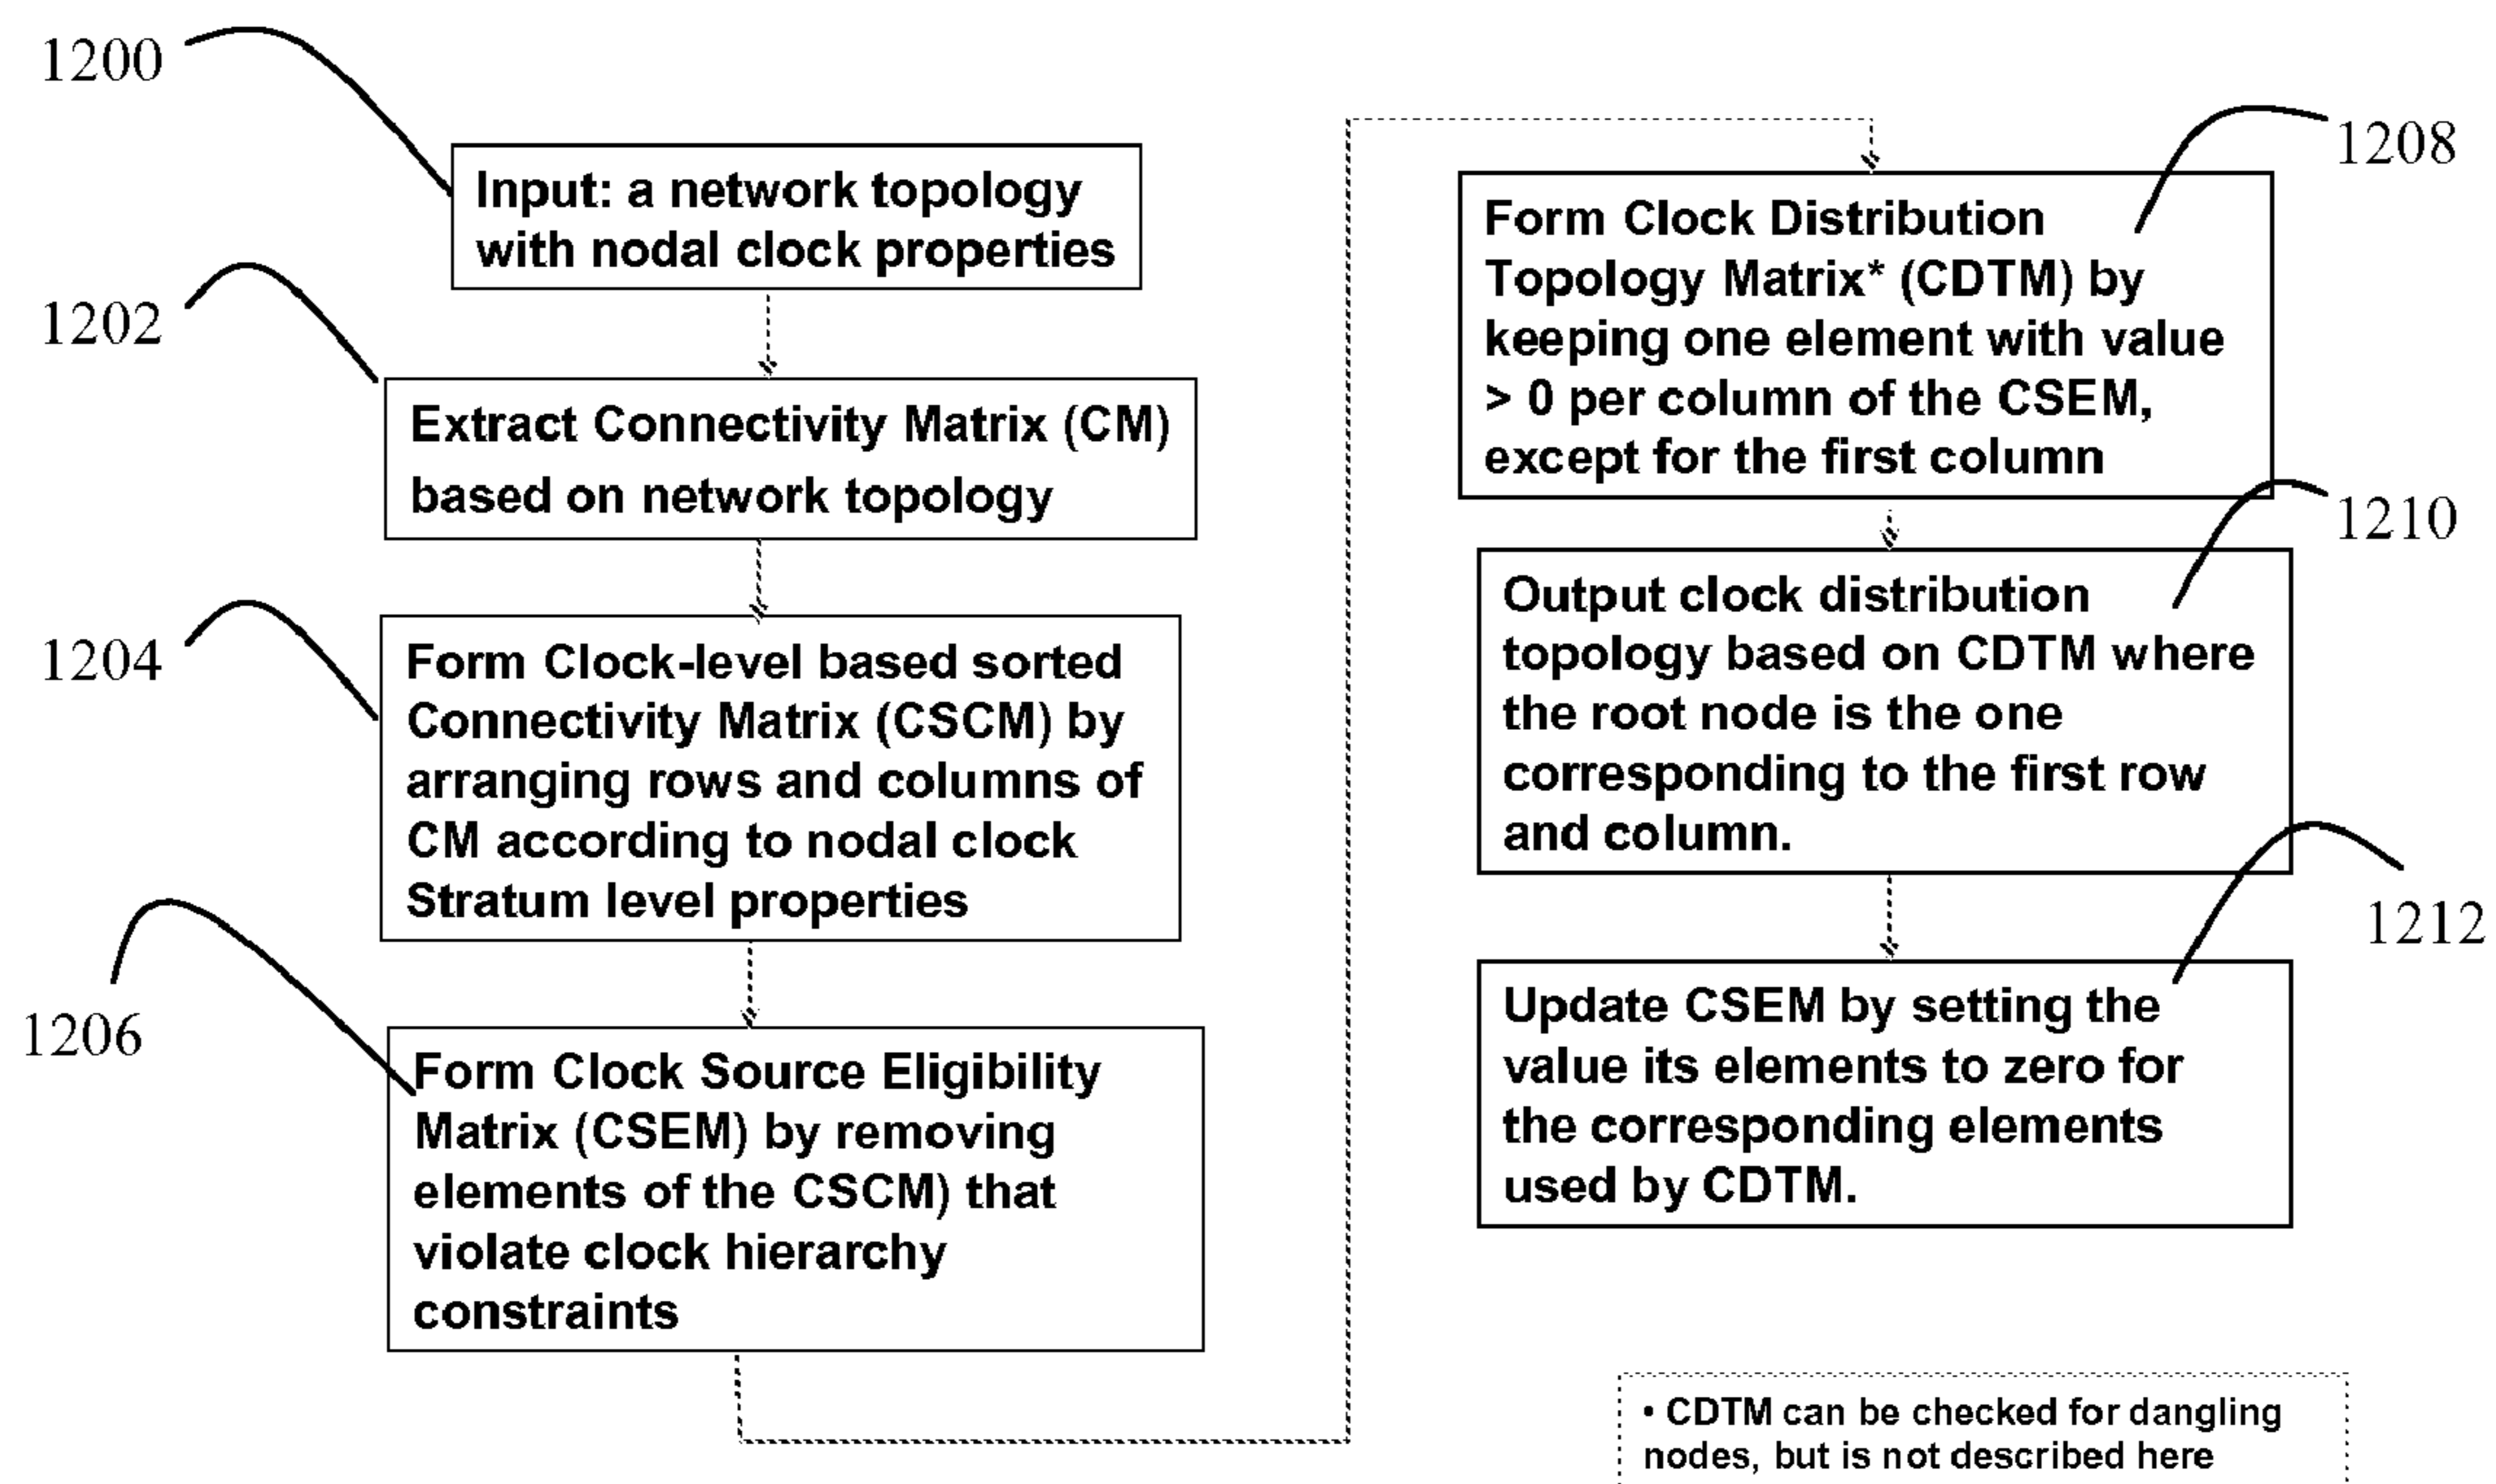 1200
Input: a network topology
with nodal clock properties
1202
Extract Connectivity Matrix (CM)
based on network topology
1204
Form Clock-level based sorted
Connectivity Matrix (CSCM) by
arranging rows and columns of
CM according to nodal clock
Stratum level properties
1206
Form Clock Source Eligibility
Matrix (CSEM) by removing
elements of the CSCM) that
violate clock hierarchy
constraints
1208
Form Clock Distribution
Topology Matrix* (CDTM) by
keeping one element with value
> 0 per column of the CSEM,
except for the first column
1210
Output clock distribution
topology based on CDTM where
the root node is the one
corresponding to the first row
and column.
1212
Update CSEM by setting the
value its elements to zero for
the corresponding elements
used by CDTM.
• CDTM can be checked for dangling
nodes, but is not described here